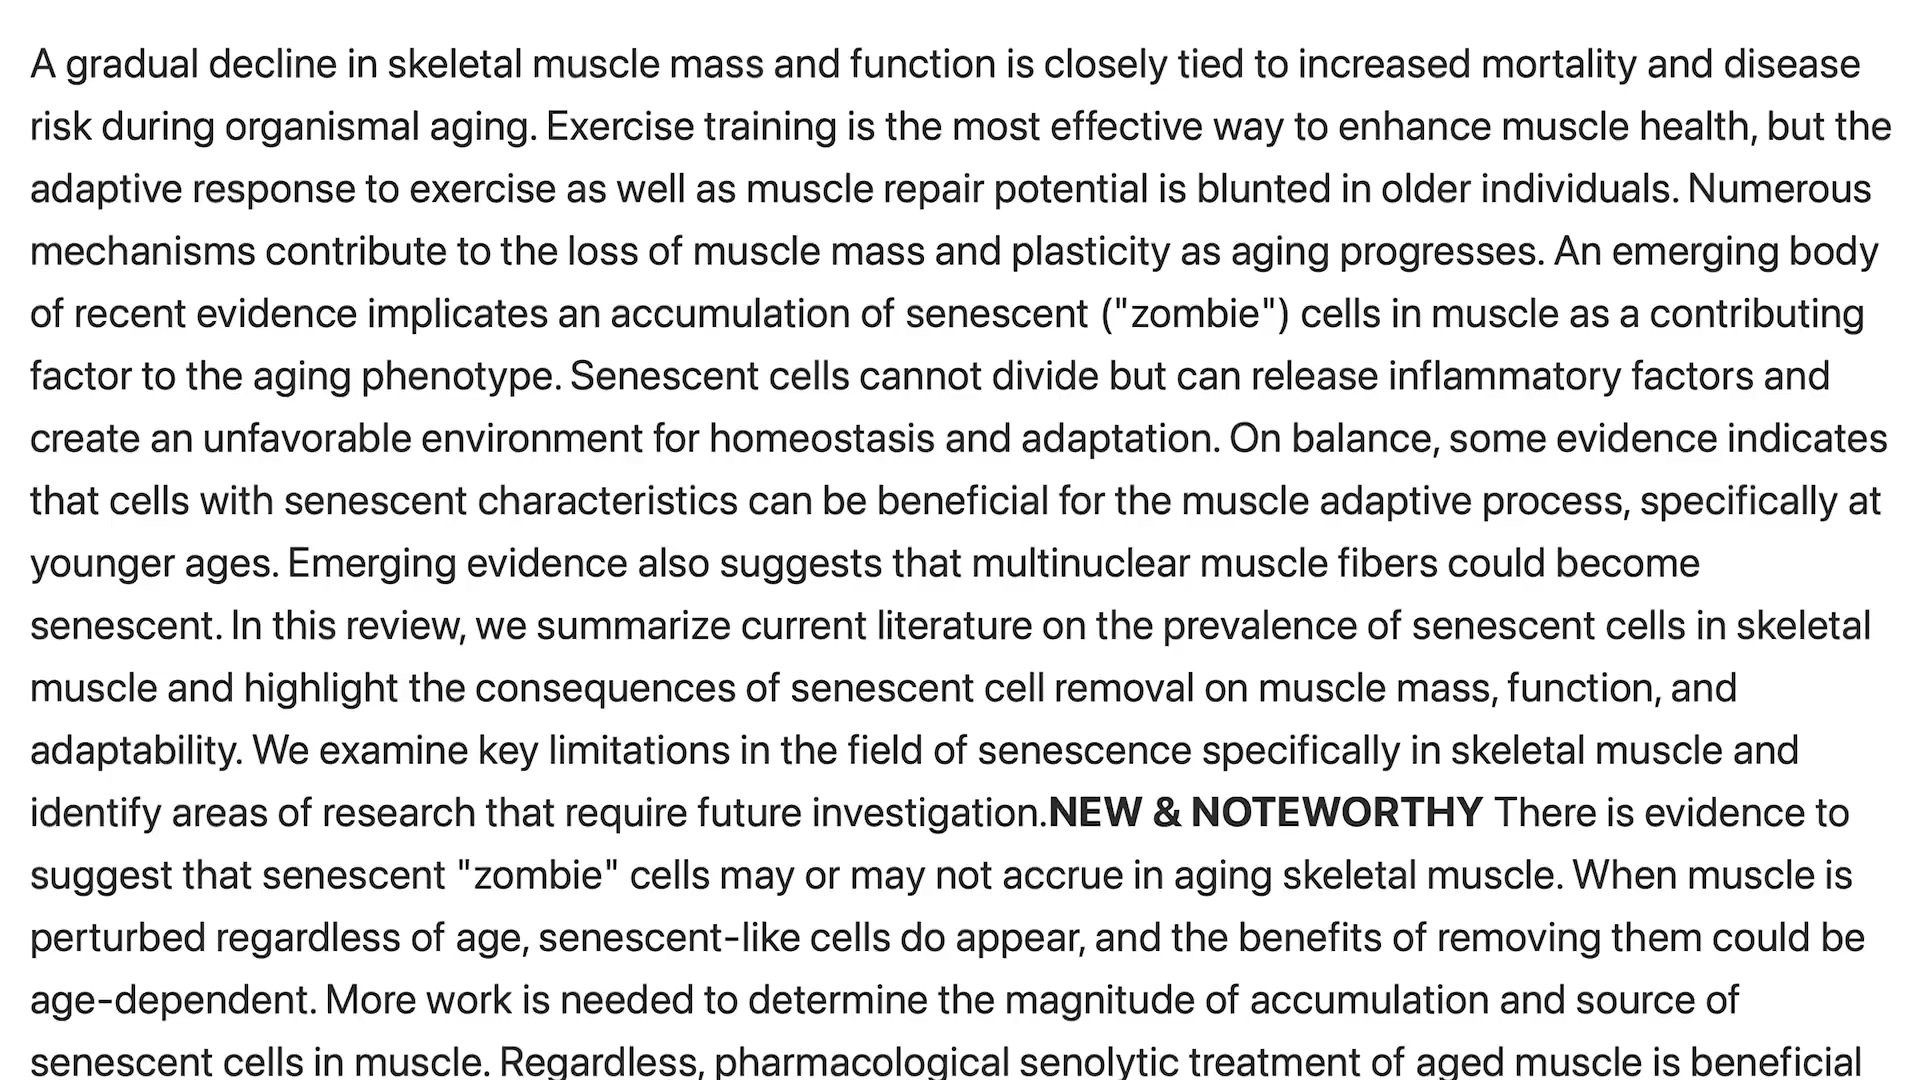 A gradual decline in skeletal muscle mass and function is closely tied to increased mortality and disease
risk during organismal aging. Exercise training is the most effective way to enhance muscle health, but the
adaptive response to exercise as well as muscle repair potential is blunted in older individuals. Numerous
mechanisms contribute to the loss of muscle mass and plasticity as aging progresses. An emerging body
of recent evidence implicates an accumulation of senescent ("zombie") cells in muscle as a contributing
factor to the aging phenotype. Senescent cells cannot divide but can release inflammatory factors and
create an unfavorable environment for homeostasis and adaptation. On balance, some evidence indicates
that cells with senescent characteristics can be beneficial for the muscle adaptive process, specifically at
younger ages. Emerging evidence also suggests that multinuclear muscle fibers could become
senescent. In this review, we summarize current literature on the prevalence of senescent cells in skeletal
muscle and highlight the consequences of senescent cell removal on muscle mass, function, and
adaptability. We examine key limitations in the field of senescence specifically in skeletal muscle and
identify areas of research that require future investigation.NEW & NOTEWORTHY There is evidence to
suggest that senescent "zombie" cells may or may not accrue in aging skeletal muscle. When muscle is
perturbed regardless of age, senescent-like cells do appear, and the benefits of removing them could be
age-dependent. More work is needed to determine the magnitude of accumulation and source of
senescent cells in muscle. Regardless, pharmacological senolytic treatment of aged muscle is beneficial